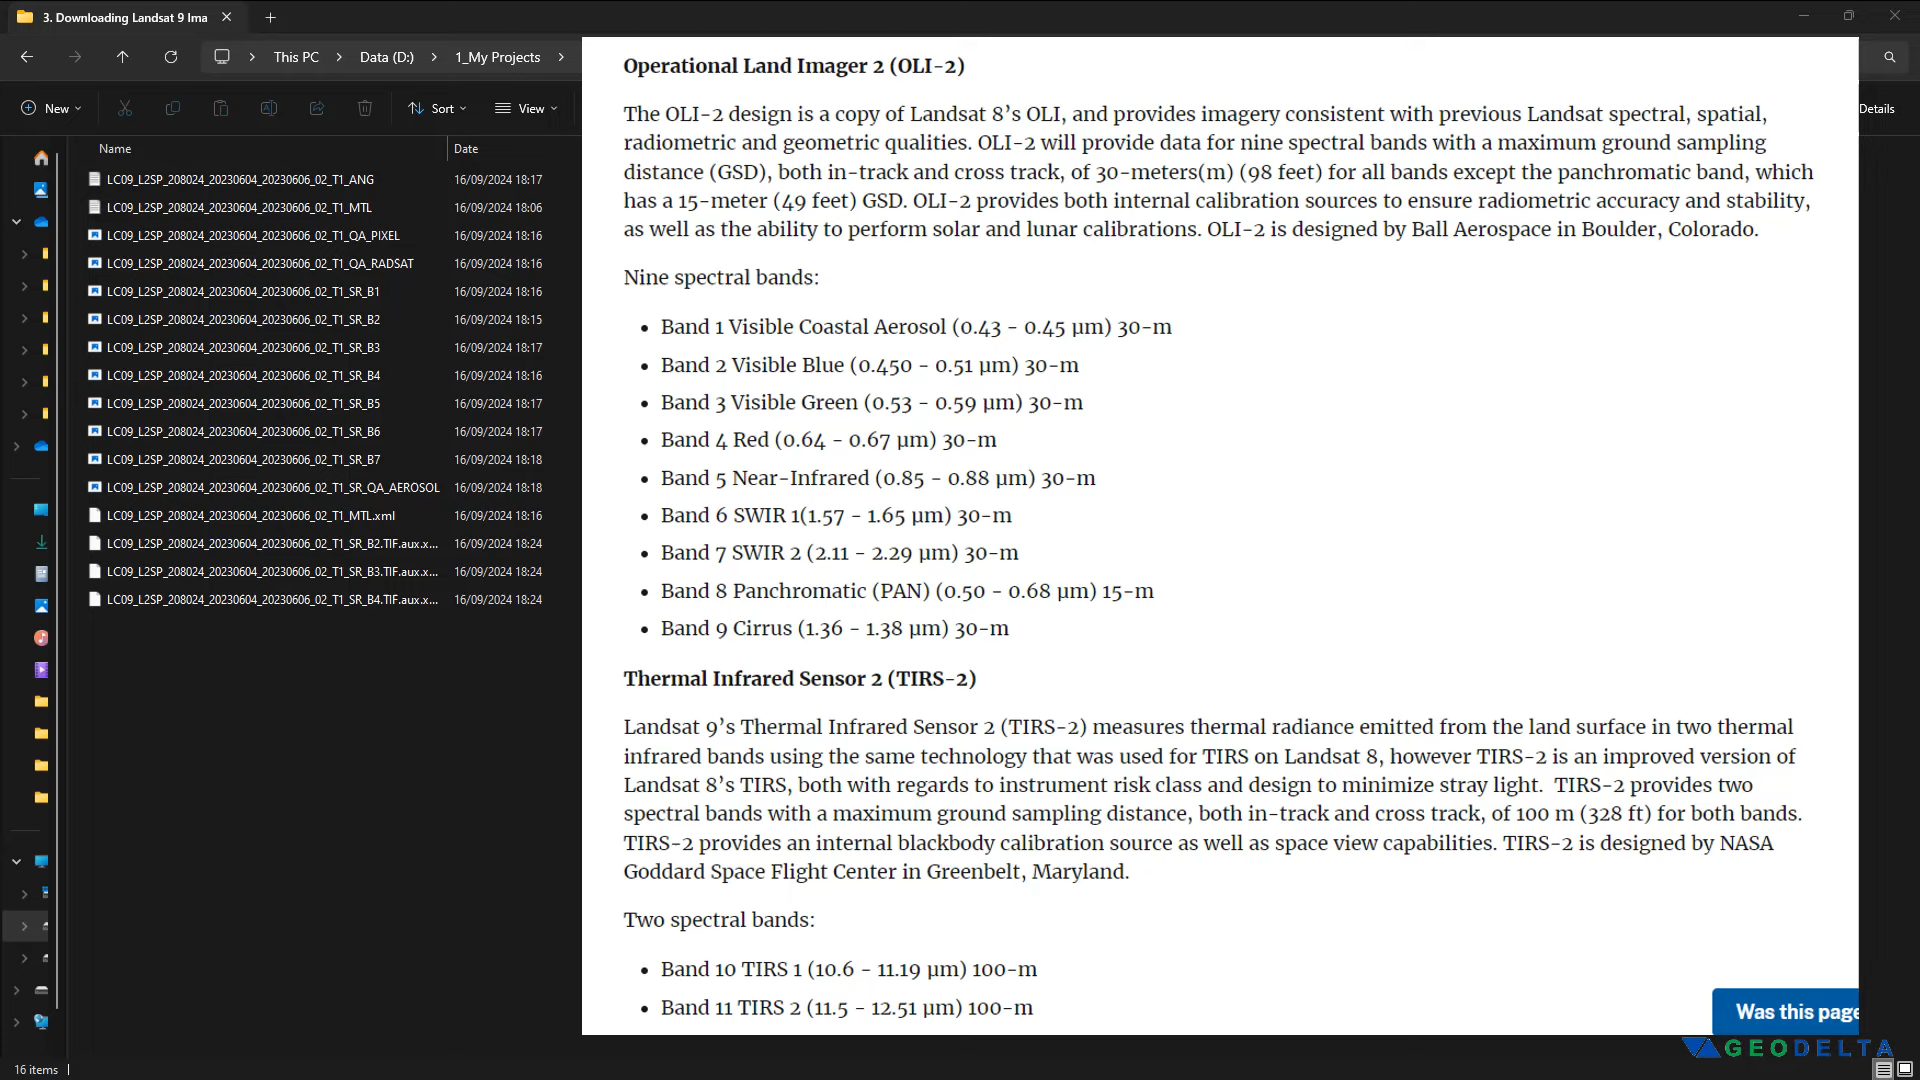 3. Downloading Landsat 9 Ima
This PC
Data (D:)
1_My Projects
New
Sort
View
Details
Name
Date
LC09_L2SP_208024_20230604_20230606_02_T1_ANG 16/09/2024 18:17
LC09_L2SP_208024_20230604_20230606_02_T1_MTL 16/09/2024 18:06
LC09_L2SP_208024_20230604_20230606_02_T1_QA_PIXEL 16/09/2024 18:16
LC09_L2SP_208024_20230604_20230606_02_T1_QA_RADSAT 16/09/2024 18:16
LC09_L2SP_208024_20230604_20230606_02_T1_SR_B1 16/09/2024 18:16
LC09_L2SP_208024_20230604_20230606_02_T1_SR_B2 16/09/2024 18:15
LC09_L2SP_208024_20230604_20230606_02_T1_SR_B3 16/09/2024 18:17
LC09_L2SP_208024_20230604_20230606_02_T1_SR_B4 16/09/2024 18:16
LC09_L2SP_208024_20230604_20230606_02_T1_SR_B5 16/09/2024 18:17
LC09_L2SP_208024_20230604_20230606_02_T1_SR_B6 16/09/2024 18:17
LC09_L2SP_208024_20230604_20230606_02_T1_SR_B7 16/09/2024 18:18
LC09_L2SP_208024_20230604_20230606_02_T1_SR_QA_AEROSOL 16/09/2024 18:18
LC09_L2SP_208024_20230604_20230606_02_T1_MTL.xml 16/09/2024 18:16
LC09_L2SP_208024_20230604_20230606_02_T1_SR_B2.TIF.aux.x... 16/09/2024 18:24
LC09_L2SP_208024_20230604_20230606_02_T1_SR_B3.TIF.aux.x... 16/09/2024 18:24
LC09_L2SP_208024_20230604_20230606_02_T1_SR_B4.TIF.aux.x... 16/09/2024 18:24
16 items
Operational Land Imager 2 (OLI-2)
The OLI-2 design is a copy of Landsat 8’s OLI, and provides imagery consistent with previous Landsat spectral, spatial,
radiometric and geometric qualities. OLI-2 will provide data for nine spectral bands with a maximum ground sampling
distance (GSD), both in-track and cross track, of 30-meters(m) (98 feet) for all bands except the panchromatic band, which
has a 15-meter (49 feet) GSD. OLI-2 provides both internal calibration sources to ensure radiometric accuracy and stability,
as well as the ability to perform solar and lunar calibrations. OLI-2 is designed by Ball Aerospace in Boulder, Colorado.
Nine spectral bands:
• Band 1 Visible Coastal Aerosol (0.43 - 0.45 µm) 30-m
• Band 2 Visible Blue (0.450 - 0.51 µm) 30-m
• Band 3 Visible Green (0.53 - 0.59 µm) 30-m
• Band 4 Red (0.64 - 0.67 µm) 30-m
• Band 5 Near-Infrared (0.85 - 0.88 µm) 30-m
• Band 6 SWIR 1(1.57 - 1.65 µm) 30-m
• Band 7 SWIR 2 (2.11 - 2.29 µm) 30-m
• Band 8 Panchromatic (PAN) (0.50 - 0.68 µm) 15-m
• Band 9 Cirrus (1.36 - 1.38 µm) 30-m
Thermal Infrared Sensor 2 (TIRS-2)
Landsat 9’s Thermal Infrared Sensor 2 (TIRS-2) measures thermal radiance emitted from the land surface in two thermal
infrared bands using the same technology that was used for TIRS on Landsat 8, however TIRS-2 is an improved version of
Landsat 8’s TIRS, both with regards to instrument risk class and design to minimize stray light.  TIRS-2 provides two
spectral bands with a maximum ground sampling distance, both in-track and cross track, of 100 m (328 ft) for both bands.
TIRS-2 provides an internal blackbody calibration source as well as space view capabilities. TIRS-2 is designed by NASA
Goddard Space Flight Center in Greenbelt, Maryland.
Two spectral bands:
• Band 10 TIRS 1 (10.6 - 11.19 µm) 100-m
• Band 11 TIRS 2 (11.5 - 12.51 µm) 100-m
Was this page
GEODELTA